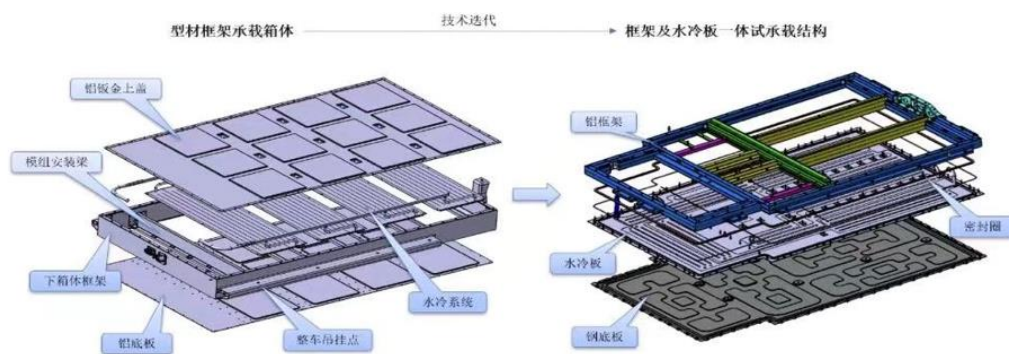 技术迭代
型材框架承载箱体
框架及水冷板一体试承载结构
铝钣金上盖
模组安装梁
下箱体框架
铝底板
整车吊挂点
水冷系统
铝框架
密封圈
水冷板
钢底板